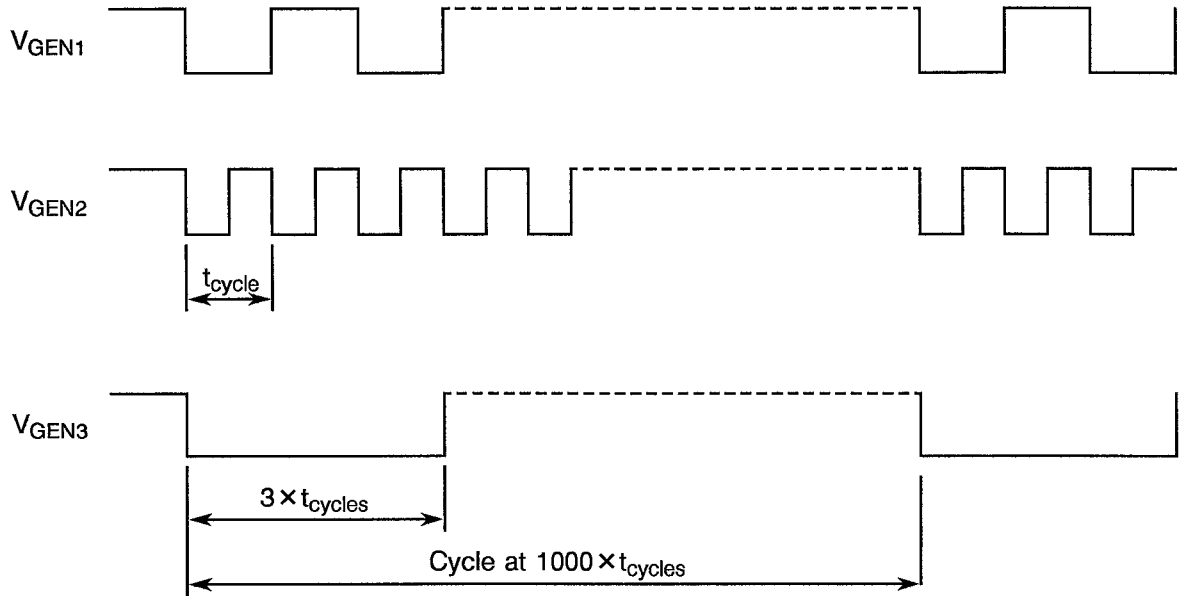 VGEN1
VGEN2
tcycle
VGEN3
3 × tcycles
Cycle at 1000 × tcycles